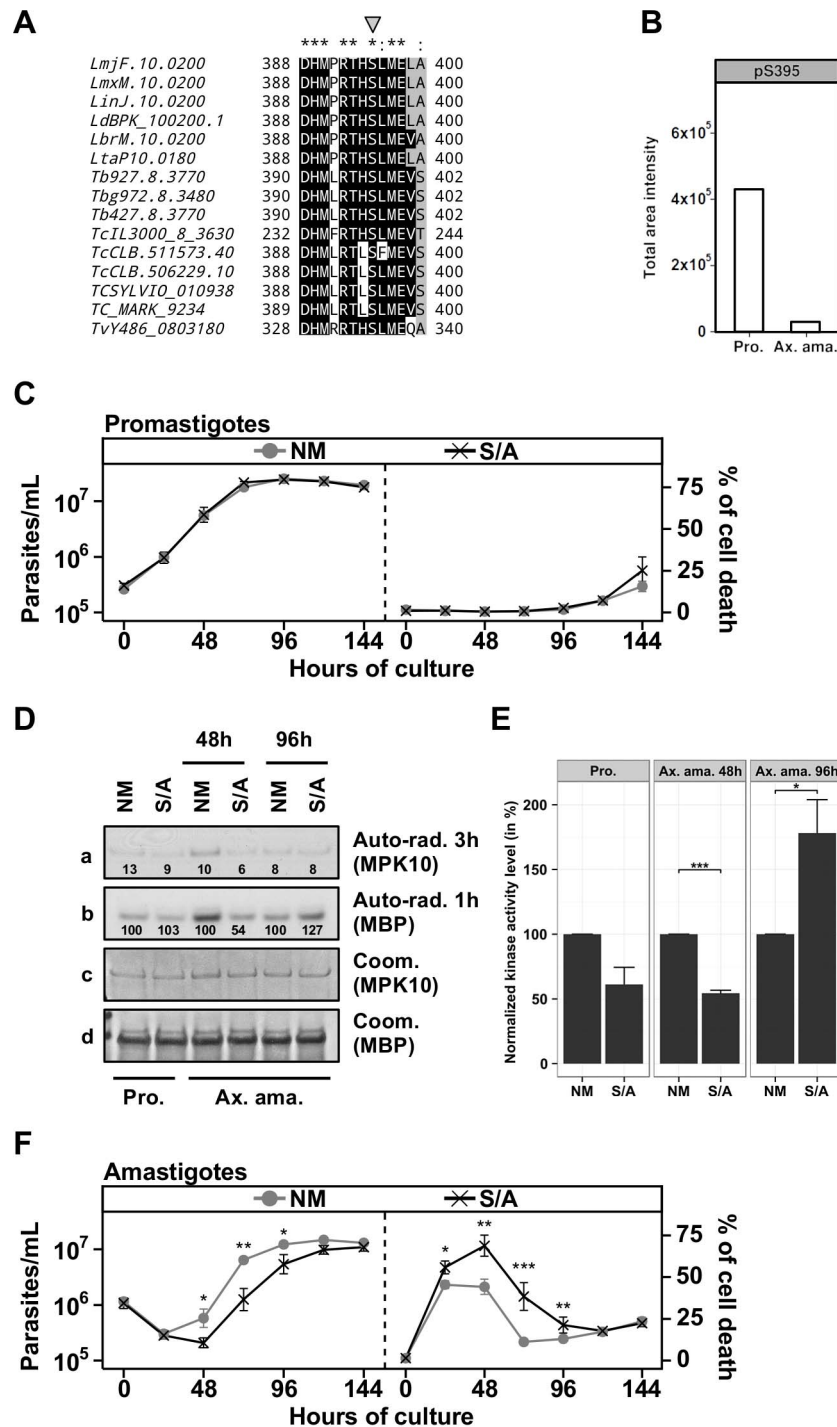 A
*** ** *:** :
LmjF.10.0200 388 DHMPRTHSLMELA 400
LmxM.10.0200 388 DHMPRTHSLMELA 400
LinJ.10.0200 388 DHMPRTHSLMELA 400
LdBPK_100200.1 388 DHMPRTHSLMELA 400
LbrM.10.0200 388 DHMPRTHSLMEVA 400
LtaP10.0180 388 DHMPRTHSLMELA 400
Tb927.8.3770 390 DHMLRTHSLMEVS 402
Tbg972.8.3480 390 DHMLRTHSLMEVS 402
Tb427.8.3770 390 DHMLRTHSLMEVS 402
TcIL3000_8_3630 232 DHMFRTHSLMEVT 244
TcCLB.511573.40 388 DHMLRTLSFMEVS 400
TcCLB.506229.10 388 DHMLRTLSLMEVS 400
TCSYLVIO_010938 388 DHMLRTLSLMEVS 400
TC_MARK_9234 389 DHMLRTLSLMEVS 400
TvY486_0803180 328 DHMRRTHSLMEQA 340
B
pS395
Total area intensity
6x10⁵
4x10⁵
2x10⁵
0
Pro. Ax. ama.
C
Promastigotes
NM S/A
Parasites/mL
10⁷
10⁶
10⁵
75
50
25
0
% of cell death
0 48 96 144 0 48 96 144
Hours of culture
D
48h 96h
NM S/A NM S/A NM S/A
a 13 9 10 6 8 8 Auto-rad. 3h
(MPK10)
b 100 103 100 54 100 127 Auto-rad. 1h
(MBP)
c Coom.
(MPK10)
d Coom.
(MBP)
Pro. Ax. ama.
E
Pro. Ax. ama. 48h Ax. ama. 96h
Normalized kinase activity level (in %)
200
150
100
50
0
*** *
NM S/A NM S/A NM S/A
F
Amastigotes
NM S/A
Parasites/mL
10⁷
10⁶
10⁵
* ** * * ** *** **
75
50
25
0
% of cell death
0 48 96 144 0 48 96 144
Hours of culture